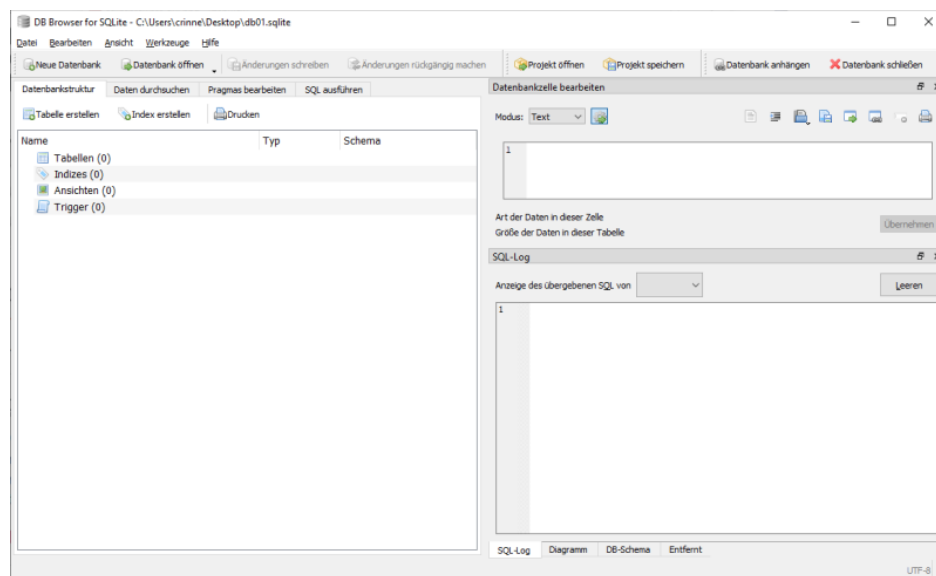 DB Browser for SQLite - C:\Users\crinne\Desktop\db01.sqlite
Datei Bearbeiten Ansicht Werkzeuge Hilfe
Neue Datenbank Datenbank öffnen Änderungen schreiben Änderungen rückgängig machen Projekt öffnen Projekt speichern Datenbank anhängen Datenbank schließen
Datenbankstruktur Daten durchsuchen Pragmas bearbeiten SQL ausführen
Tabelle erstellen Index erstellen Drucken
Name Typ Schema
Tabellen (0)
Indizes (0)
Ansichten (0)
Trigger (0)
Datenbankzelle bearbeiten
Modus: Text
1
Art der Daten in dieser Zelle
Größe der Daten in dieser Tabelle
Übernehmen
SQL-Log
Anzeige des übergebenen SQL von
Leeren
1
SQL-Log Diagramm DB-Schema Entfernt
UTF-8